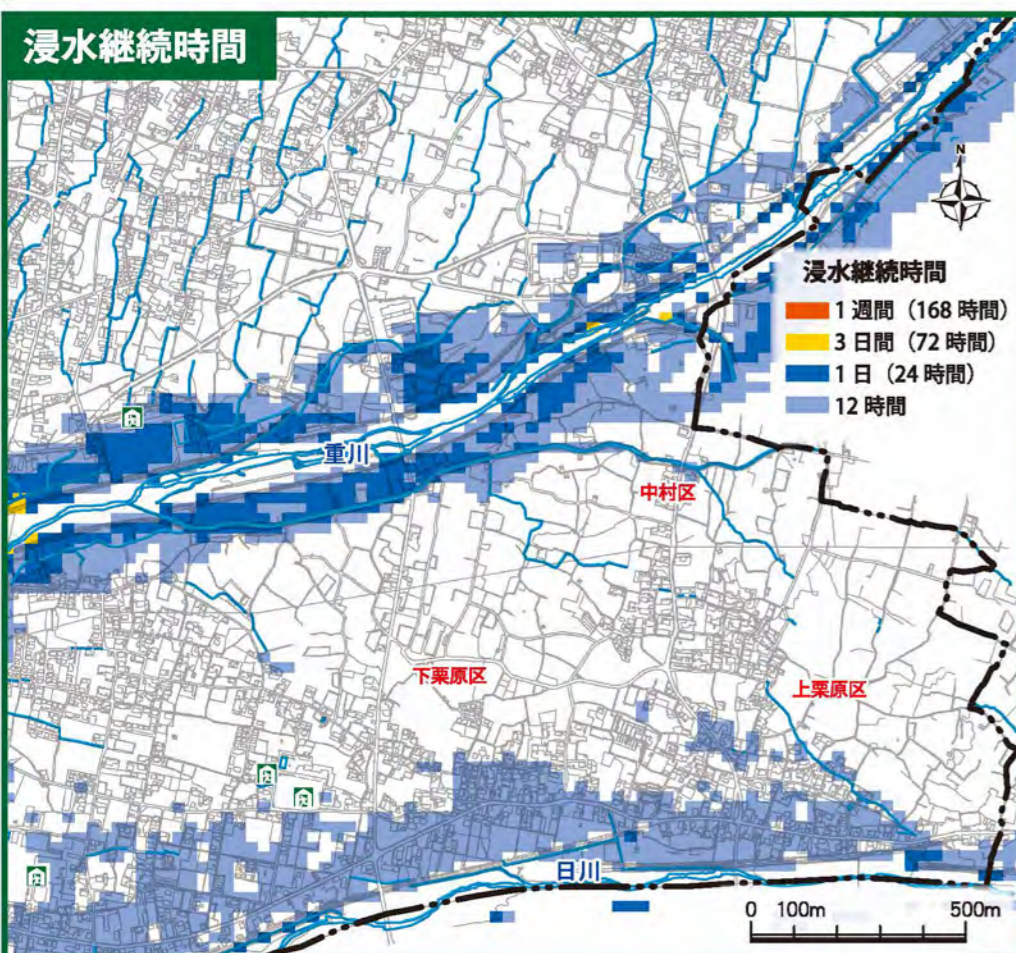 浸水継続時間
N
浸水継続時間
1 週間（168 時間）
3 日間（72 時間）
1 日（24 時間）
12 時間
重川
中村区
下栗原区
上栗原区
日川
0 100m 500m